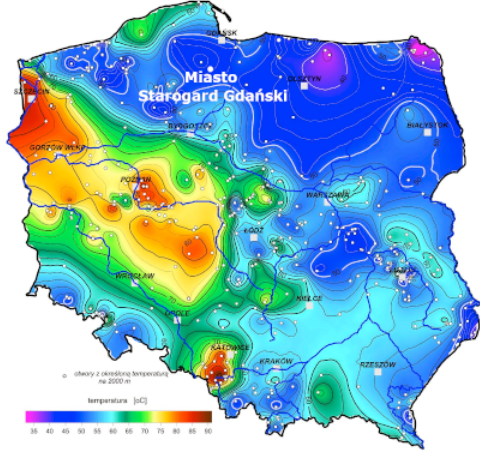 GDAŃSK
Miasto
Starogard Gdański
OLSZTYN
SZCZECIN
BYDGOSZCZ
BIAŁYSTOK
GORZÓW WLKP.
POZNAŃ
WARSZAWA
ŁÓDŹ
WROCŁAW
LUBLIN
KIELCE
OPOLE
KATOWICE
KRAKÓW
RZESZÓW
otwory z określoną temperaturą
na 2000 m
temperatura [oC]
35 40 45 50 55 60 65 70 75 80 85 90